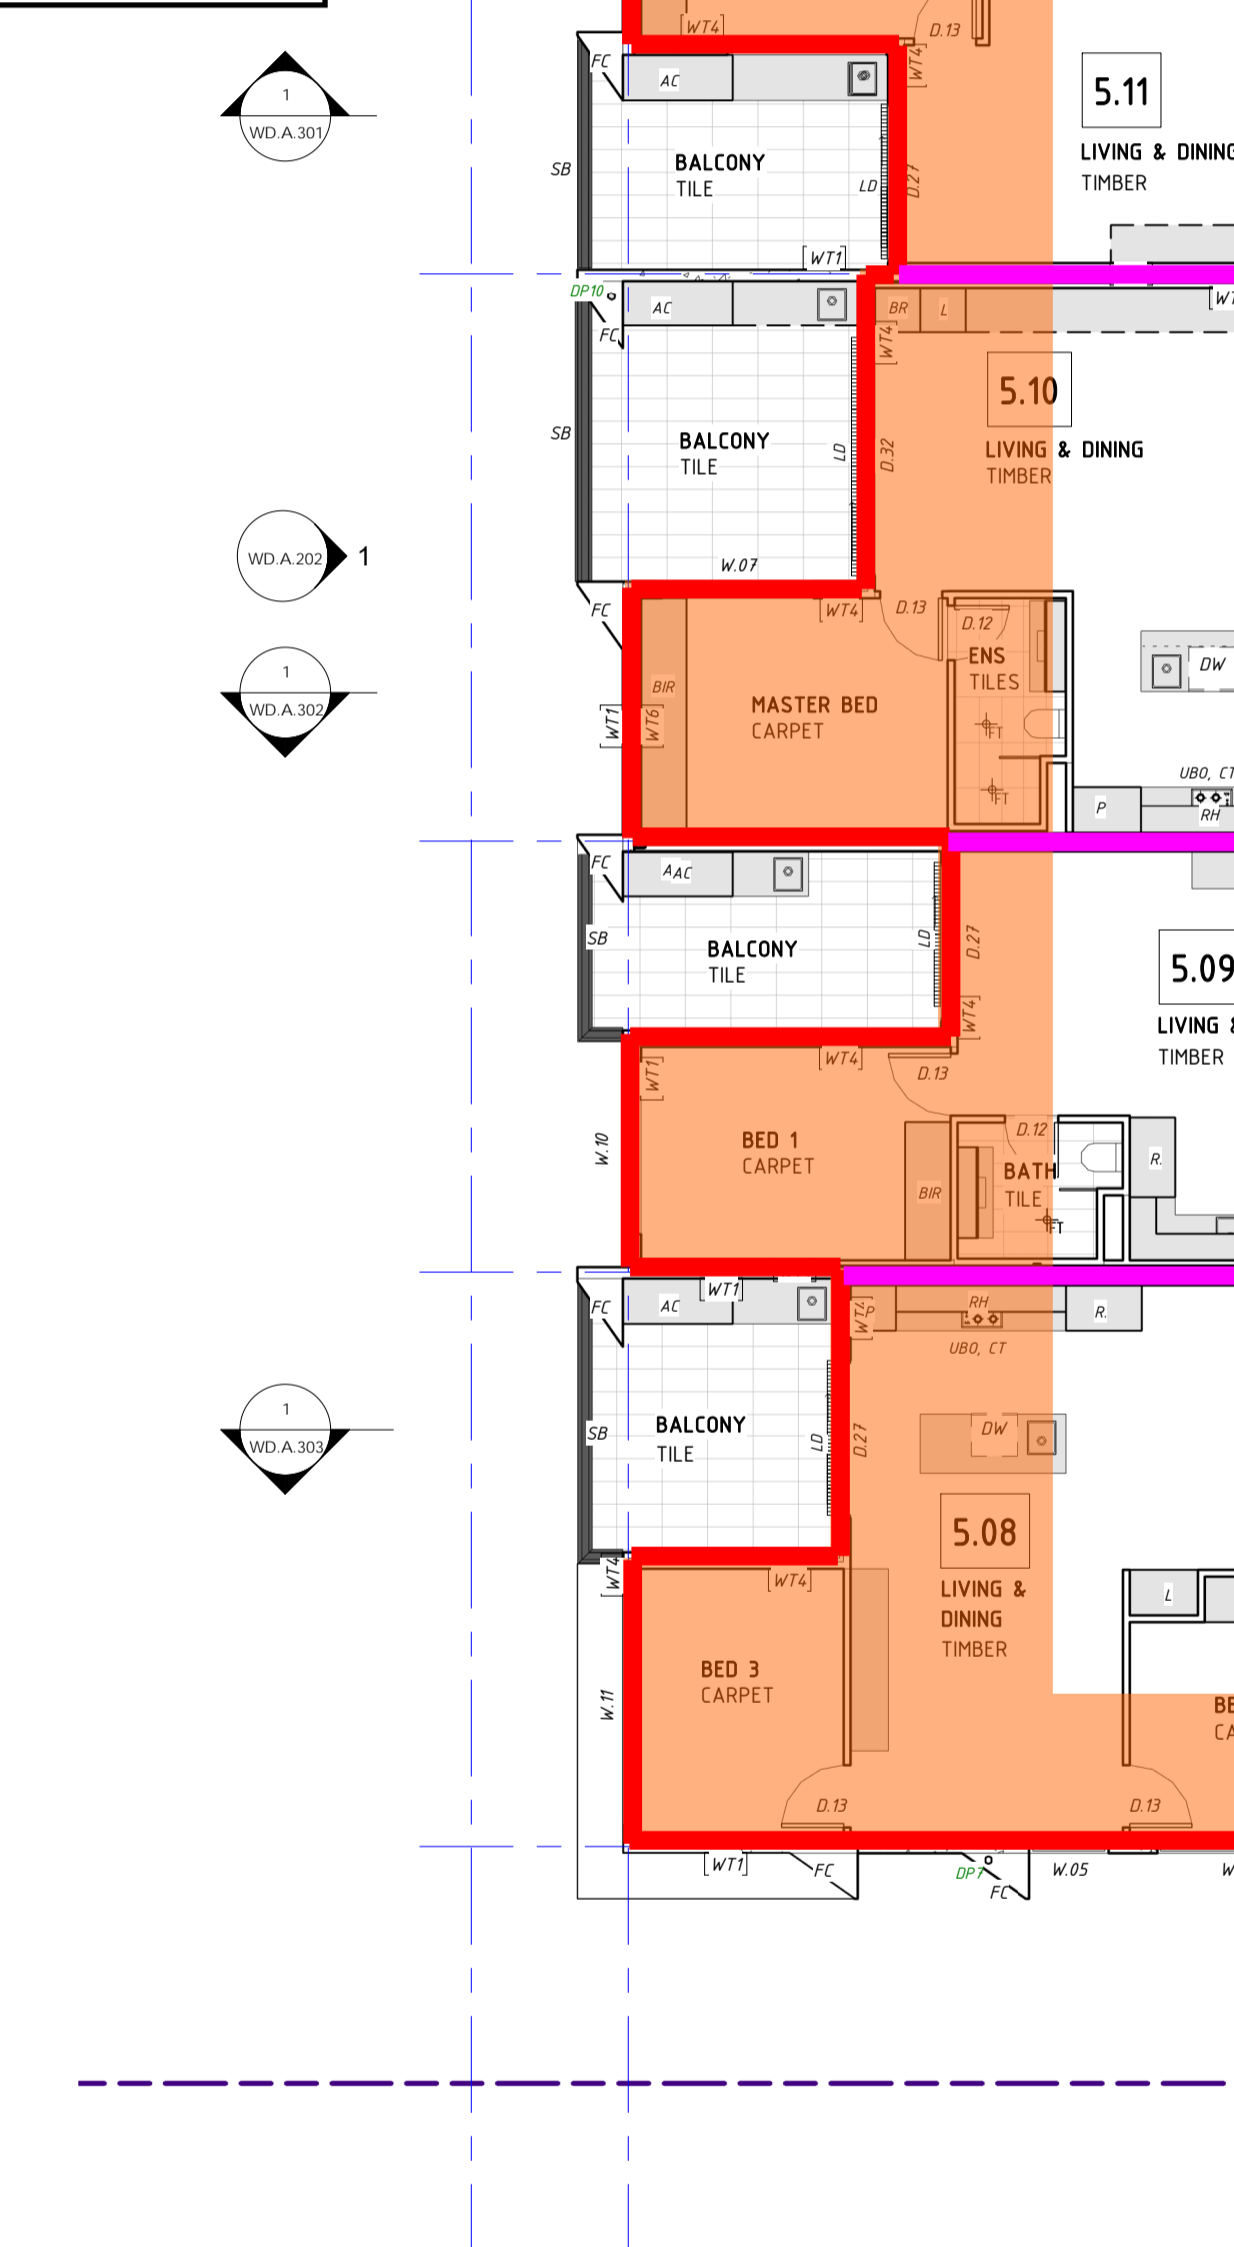 WT4
D.13
FC
AC
WT4
5.11
1
WD.A.301
LIVING & DINING
TIMBER
BALCONY
TILE
SB
LD
D.27
WT1
DP10
FC
AC
BR
L
WT4
5.10
LIVING & DINING
TIMBER
BALCONY
TILE
SB
LD
D.32
W.07
WD.A.202
1
FC
WT4
D.13
D.12
ENS
TILES
1
WD.A.302
BIR
WT1
WT6
MASTER BED
CARPET
FT
FT
DW
UBO, CT
P
RH
FC
AC
SB
BALCONY
TILE
LD
D.27
WT4
5.09
LIVING &
TIMBER
WT1
WT4
D.13
W.10
BED 1
CARPET
BIR
D.12
BATH
TILE
FT
R.
FC
AC
WT1
P
WT4
RH
R.
UBO, CT
1
WD.A.303
SB
BALCONY
TILE
LD
D.27
DW
5.08
LIVING &
DINING
TIMBER
WT4
WT4
L
W.11
BED 3
CARPET
D.13
D.13
WT1
FC
DP7
FC
W.05